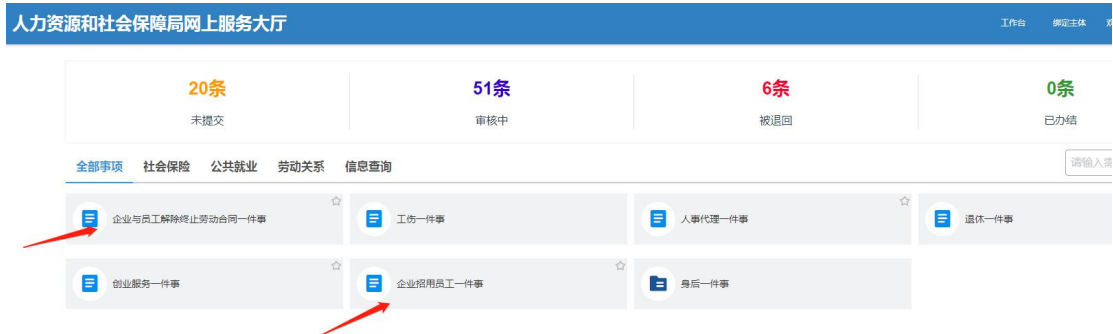 人力资源和社会保障局网上服务大厅
工作台 绑定主体
20条 51条 6条 0条
未提交 审核中 被退回 已办结
全部事项 社会保险 公共就业 劳动关系 信息查询 请输入需
企业与员工解除终止劳动合同一件事 工伤一件事 人事代理一件事 退休一件事
创业服务一件事 企业招用员工一件事 身后一件事